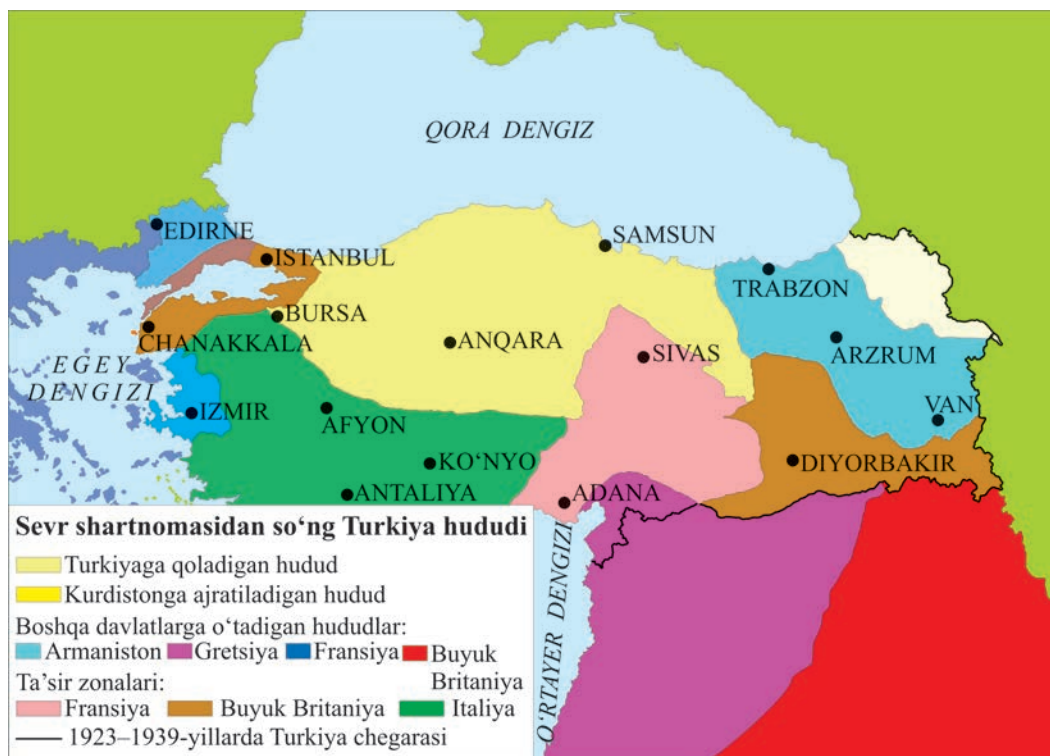 QORA DENGIZ
EDIRNE
ISTANBUL
SAMSUN
TRABZON
BURSA
CHANAKKALA
ANQARA
SIVAS
ARZRUM
EGEY
DENGIZI
IZMIR
AFYON
VAN
KO‘NYO
DIYORBAKIR
ANTALIYA
ADANA
O‘RTAYER DENGIZI
Sevr shartnomasidan so‘ng Turkiya hududi
Turkiyaga qoladigan hudud
Kurdistonga ajratiladigan hudud
Boshqa davlatlarga o‘tadigan hududlar:
Armaniston Gretsiya Fransiya Buyuk
Britaniya
Ta’sir zonalari:
Fransiya Buyuk Britaniya Italiya
1923–1939-yillarda Turkiya chegarasi